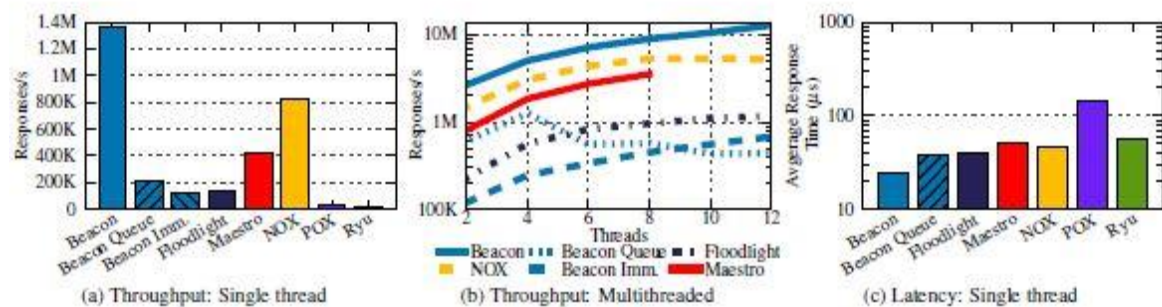 1.4M
1.2M
1M
800K
600K
400K
200K
0
Responses/s
Beacon
Beacon Queue
Beacon Imm.
Floodlight
Maestro
NOX
POX
Ryu
(a) Throughput: Single thread
10M
1M
100K
Responses/s
2 4 6 8 10 12
Threads
Beacon Beacon Queue Floodlight
NOX Beacon Imm. Maestro
(b) Throughput: Multithreaded
1000
100
10
Avgerage Response
Time (μs)
Beacon
Beacon Queue
Floodlight
Maestro
NOX
POX
Ryu
(c) Latency: Single thread